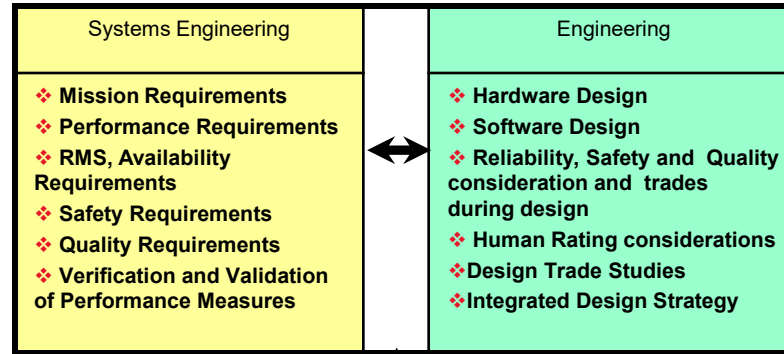 Systems Engineering
❖ Mission Requirements
❖ Performance Requirements
❖ RMS, Availability
Requirements
❖ Safety Requirements
❖ Quality Requirements
❖ Verification and Validation
of Performance Measures
Engineering
❖ Hardware Design
❖ Software Design
❖ Reliability, Safety and Quality
consideration and trades
during design
❖ Human Rating considerations
❖Design Trade Studies
❖Integrated Design Strategy